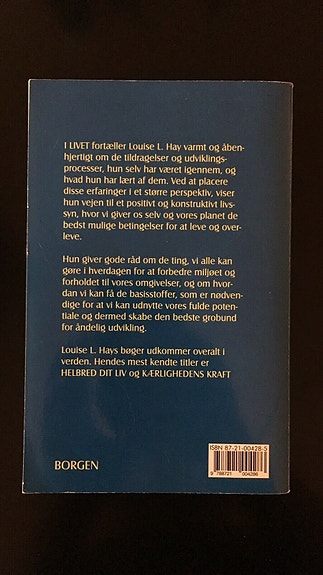 I LIVET fortæller Louise L. Hay varmt og åben-
hjertigt om de tildragelser og udviklings-
processer, hun selv har været igennem, og
hvad hun har lært af dem. Ved at placere
disse erfaringer i et større perspektiv, viser
hun vejen til et positivt og konstruktivt livs-
syn, hvor vi giver os selv og vores planet de
bedst mulige betingelser for at leve og over-
leve.
Hun giver gode råd om de ting, vi alle kan
gøre i hverdagen for at forbedre miljøet og
forholdet til vores omgivelser, og om hvor-
dan vi kan få de basisstoffer, som er nødven-
dige for at vi kan udnytte vores fulde poten-
tiale og dermed skabe den bedste grobund
for åndelig udvikling.
Louise L. Hays bøger udkommer overalt i
verden. Hendes mest kendte titler er
HELBRED DIT LIV og KÆRLIGHEDENS KRAFT
ISBN 87-21-00428-5
9 788721 004286
BORGEN